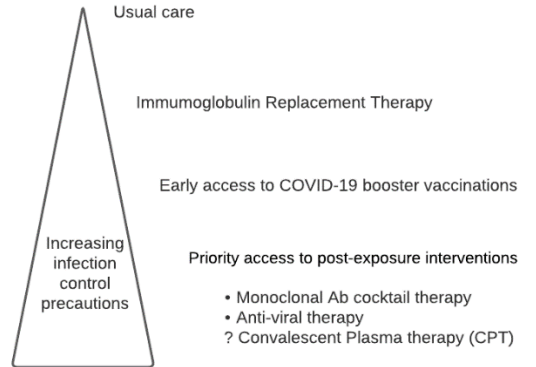 Usual care
Immumoglobulin Replacement Therapy
Early access to COVID-19 booster vaccinations
Increasing
infection
control
precautions
Priority access to post-exposure interventions
• Monoclonal Ab cocktail therapy
• Anti-viral therapy
? Convalescent Plasma therapy (CPT)